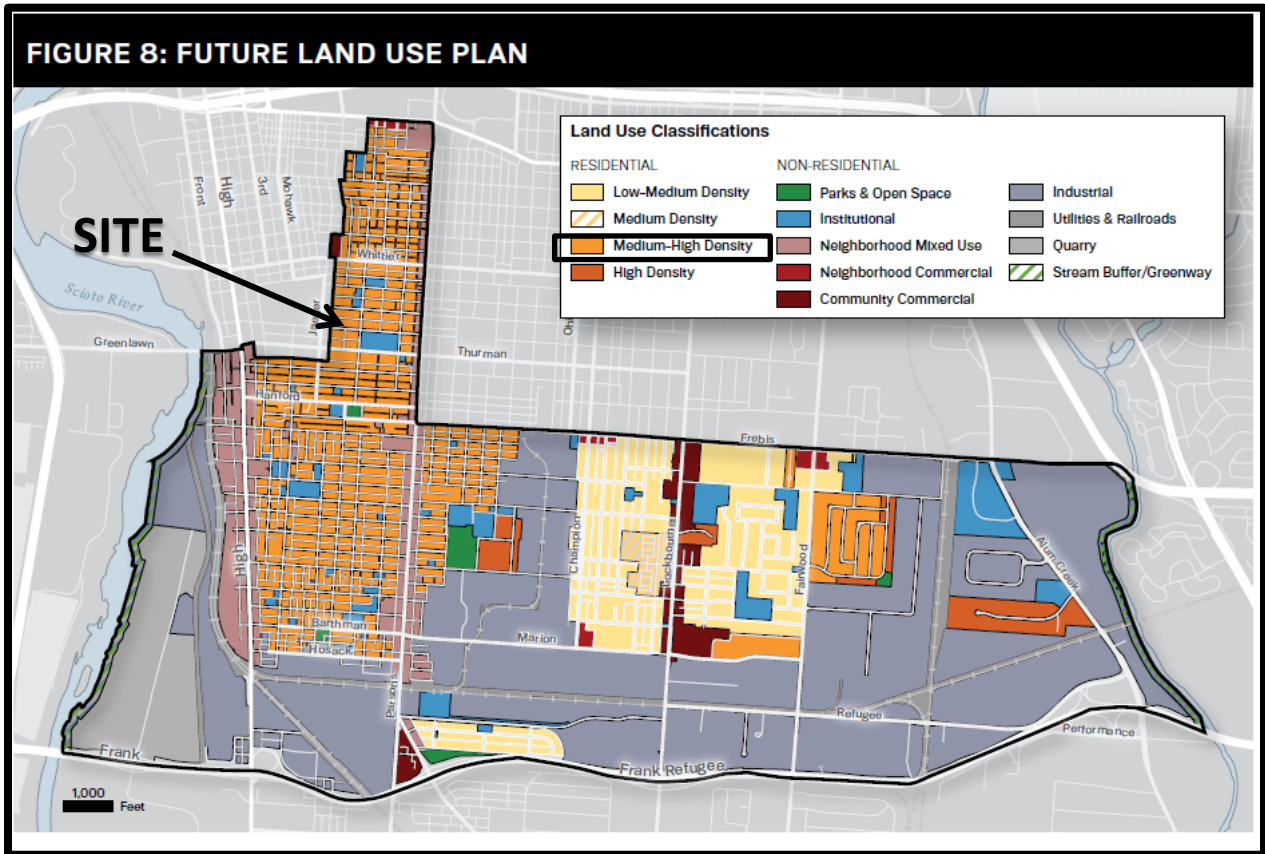 FIGURE 8: FUTURE LAND USE PLAN
Land Use Classifications
RESIDENTIAL
Low-Medium Density
Medium Density
Medium-High Density
High Density
NON-RESIDENTIAL
Parks & Open Space
Institutional
Neighborhood Mixed Use
Neighborhood Commercial
Community Commercial
Industrial
Utilities & Railroads
Quarry
Stream Buffer/Greenway
Front
High
3rd
Mohawk
SITE
Whittier
Scioto River
Greenlawn
Thurman
Hanford
Frebis
Champion
Fairwood
Alum Creek
High
Barthman
Hosack
Marion
Parsons
Refugee
Performance
Frank
Frank Refugee
1,000
Feet